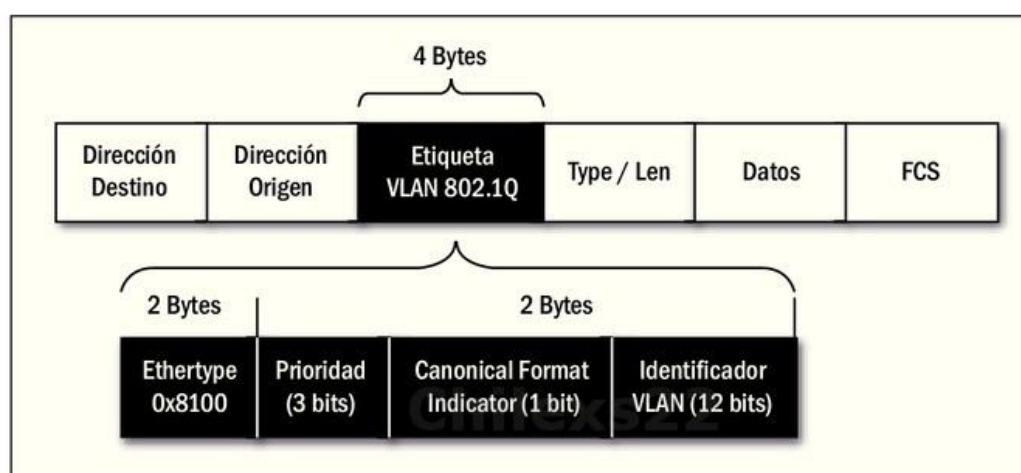 4 Bytes
Dirección
Destino
Dirección
Origen
Etiqueta
VLAN 802.1Q
Type / Len
Datos
FCS
2 Bytes
2 Bytes
Ethertype
0x8100
Prioridad
(3 bits)
Canonical Format
Indicator (1 bit)
Identificador
VLAN (12 bits)